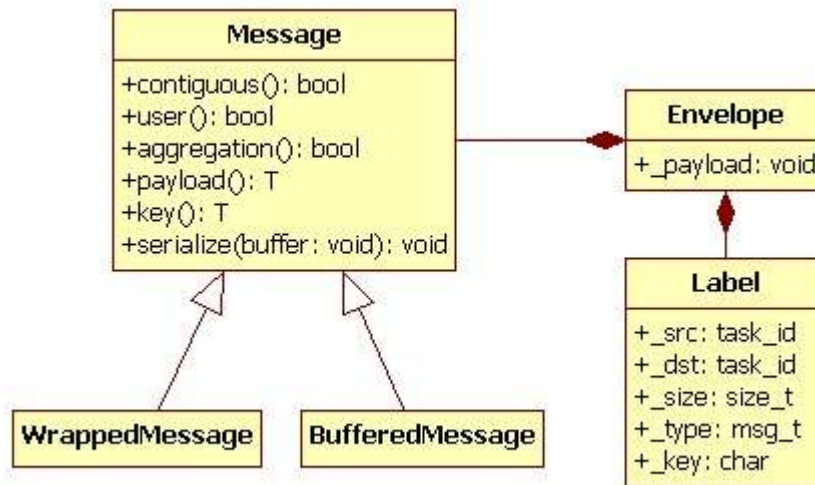 Message
+contiguous(): bool
+user(): bool
+aggregation(): bool
+payload(): T
+key(): T
+serialize(buffer: void): void
Envelope
+_payload: void
Label
+_src: task_id
+_dst: task_id
+_size: size_t
+_type: msg_t
+_key: char
WrappedMessage
BufferedMessage